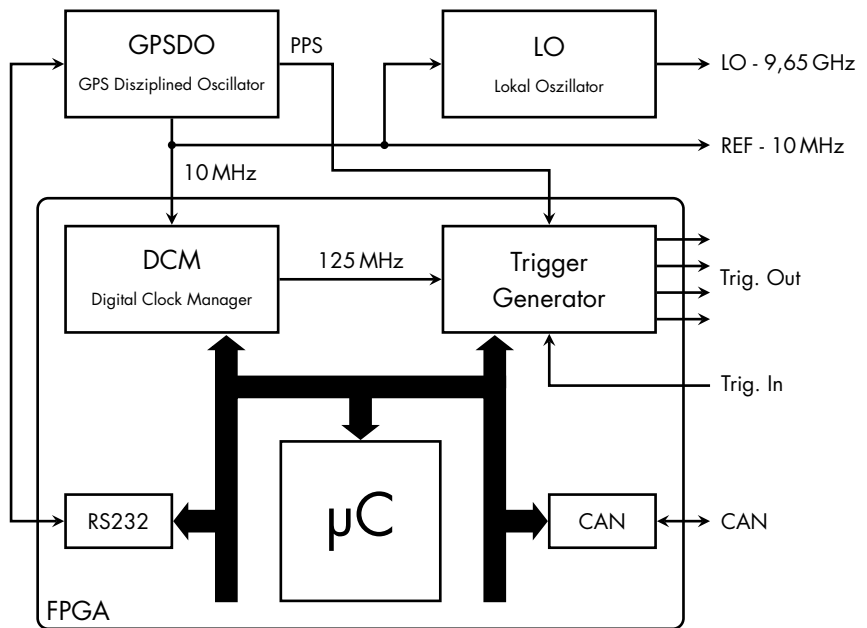 GPSDO
GPS Disziplined Oscillator
PPS
LO
Lokal Oszillator
LO - 9,65 GHz
REF - 10 MHz
10 MHz
DCM
Digital Clock Manager
125 MHz
Trigger
Generator
Trig. Out
Trig. In
µC
RS232
CAN
CAN
FPGA